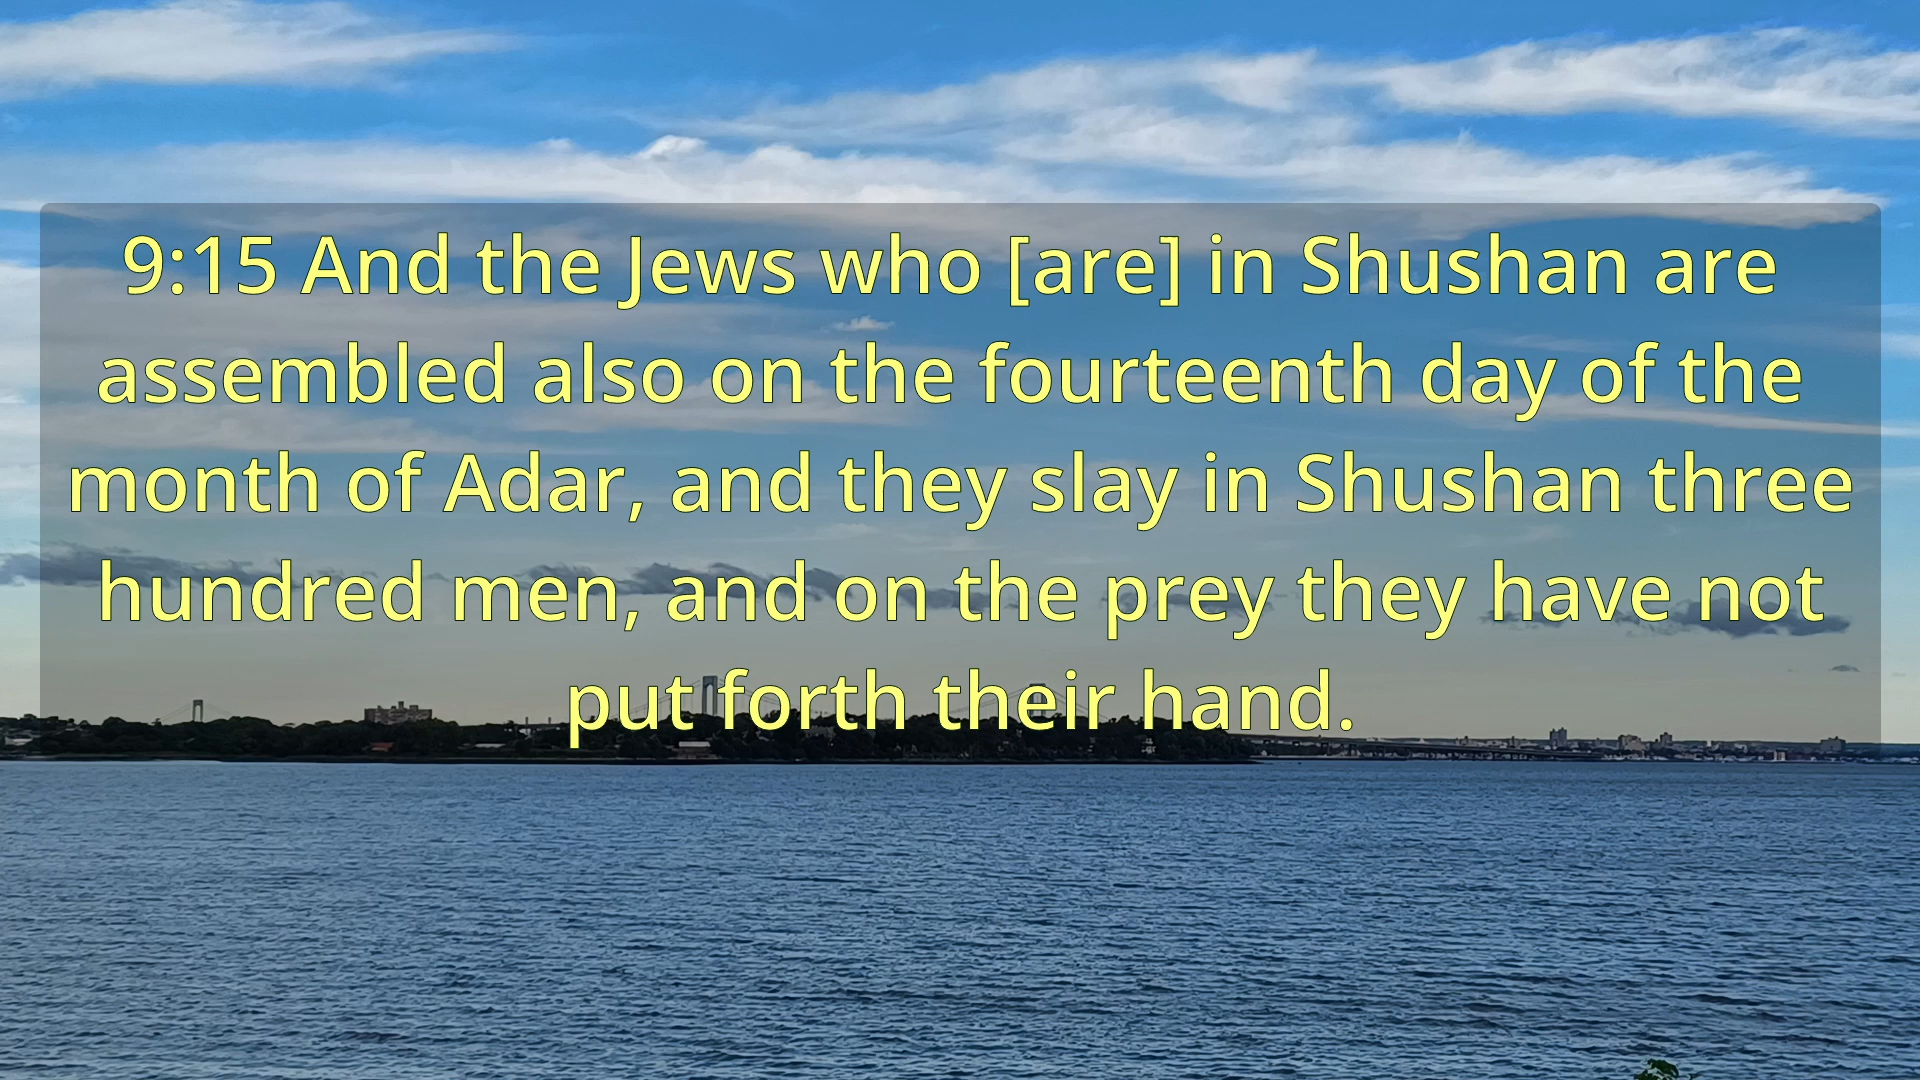 9:15 And the Jews who [are] in Shushan are
assembled also on the fourteenth day of the
month of Adar, and they slay in Shushan three
hundred men, and on the prey they have not
put forth their hand.